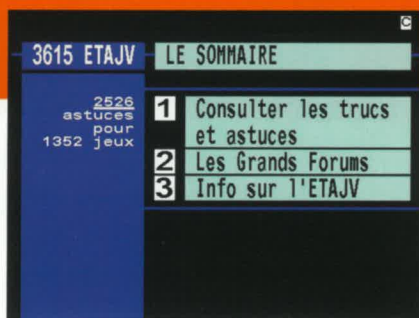 C
3615 ETAJV
LE SOMMAIRE
2526
astuces
pour
1352 jeux
1 Consulter les trucs
et astuces
2 Les Grands Forums
3 Info sur l'ETAJV